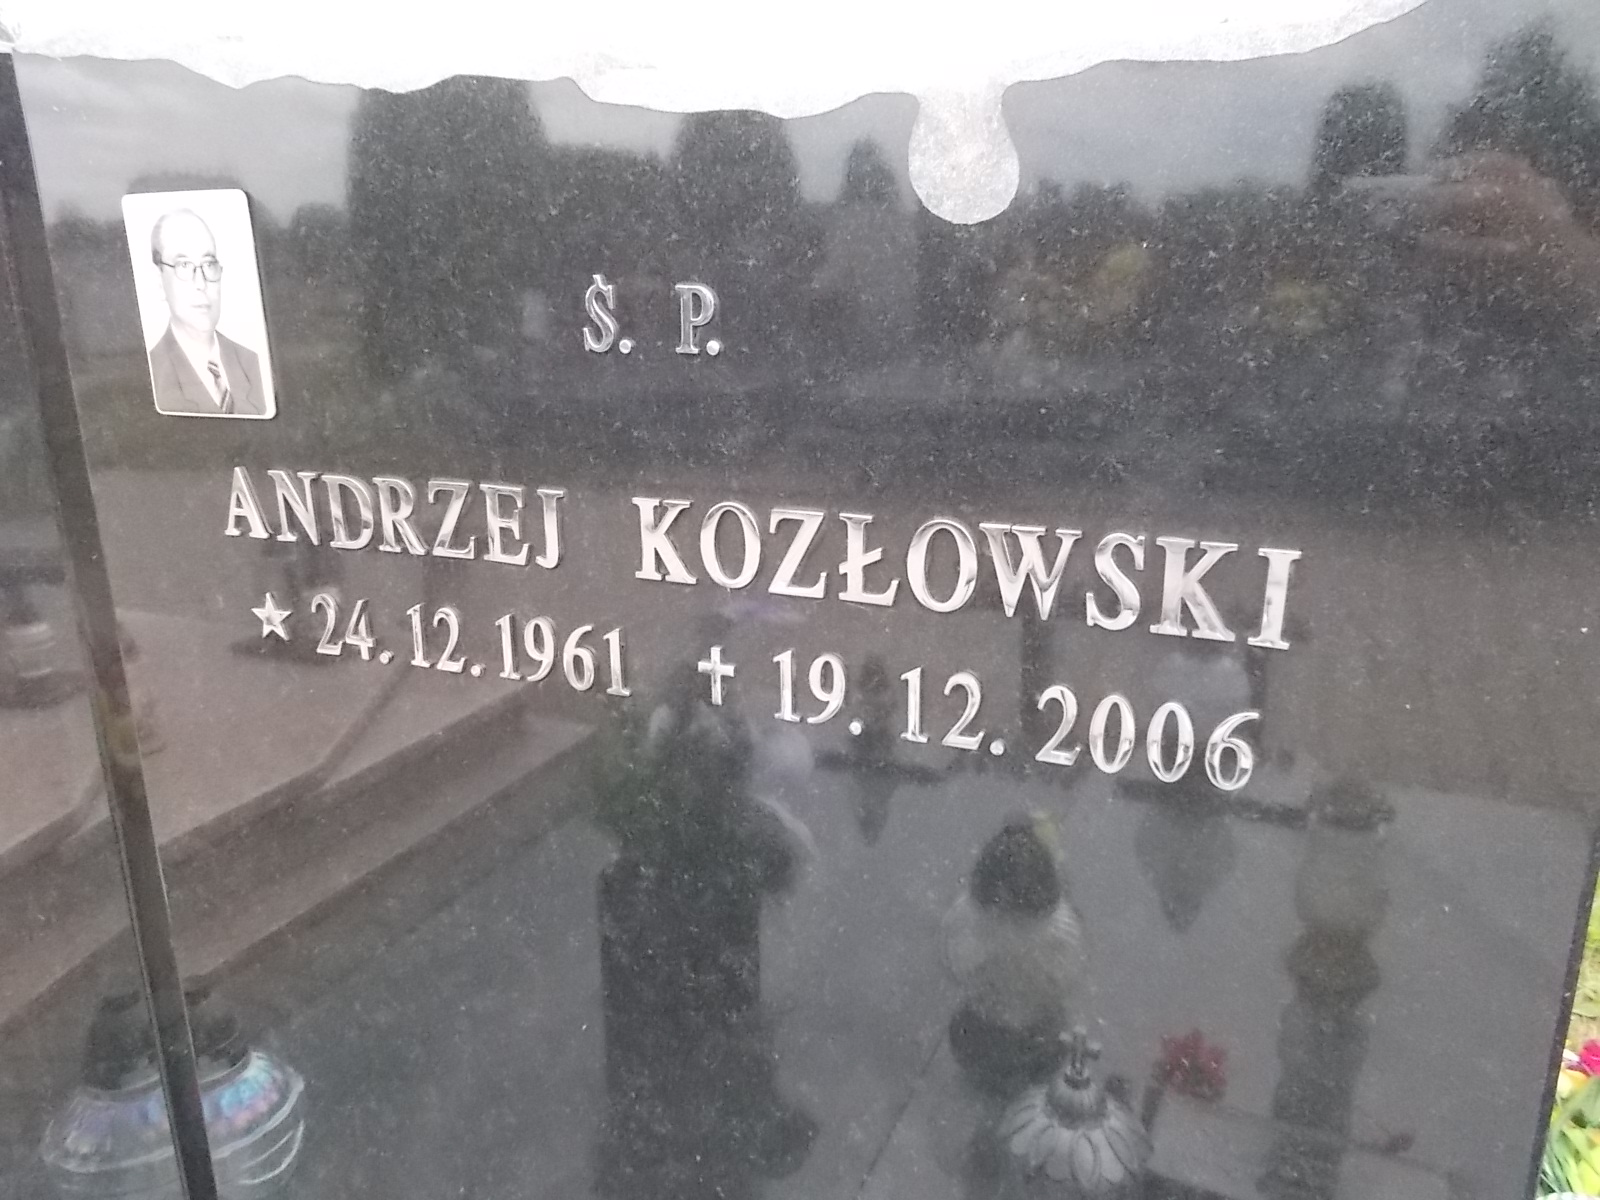 Ś. P.
ANDRZEJ KOZŁOWSKI
★ 24.12.1961 ✝ 19.12.2006